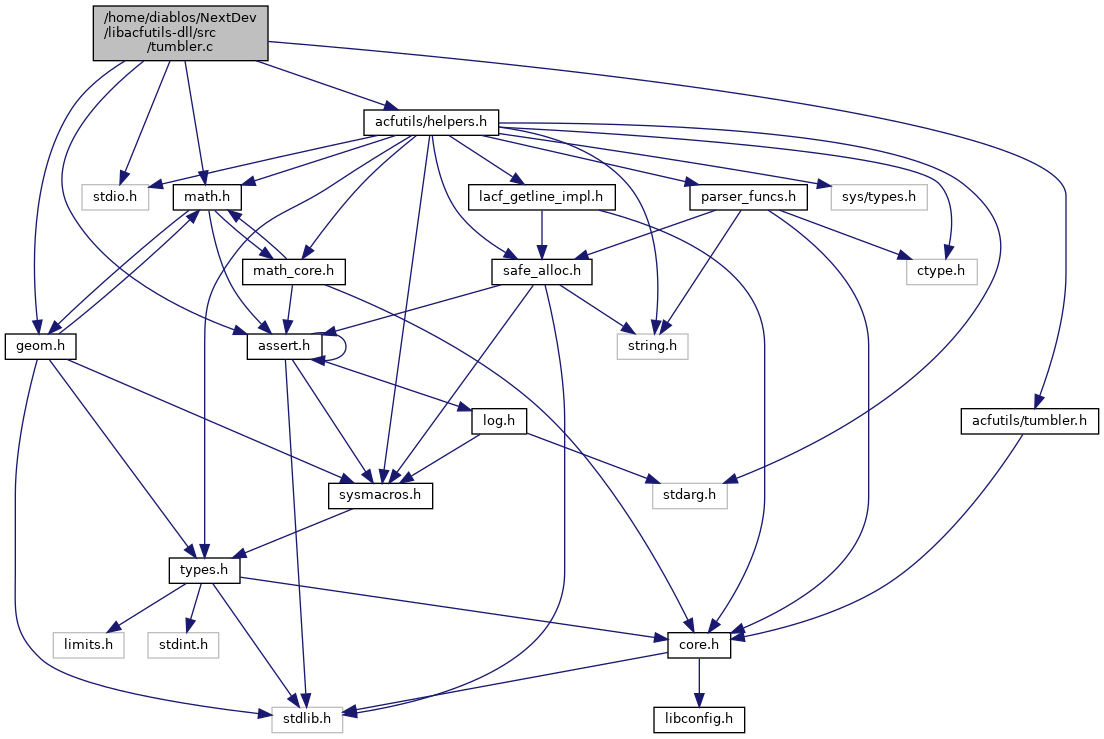 /home/diablos/NextDev
/libacfutils-dll/src
/tumbler.c
acfutils/helpers.h
stdio.h
math.h
lacf_getline_impl.h
parser_funcs.h
sys/types.h
math_core.h
safe_alloc.h
ctype.h
geom.h
assert.h
string.h
log.h
acfutils/tumbler.h
sysmacros.h
stdarg.h
types.h
limits.h
stdint.h
core.h
stdlib.h
libconfig.h